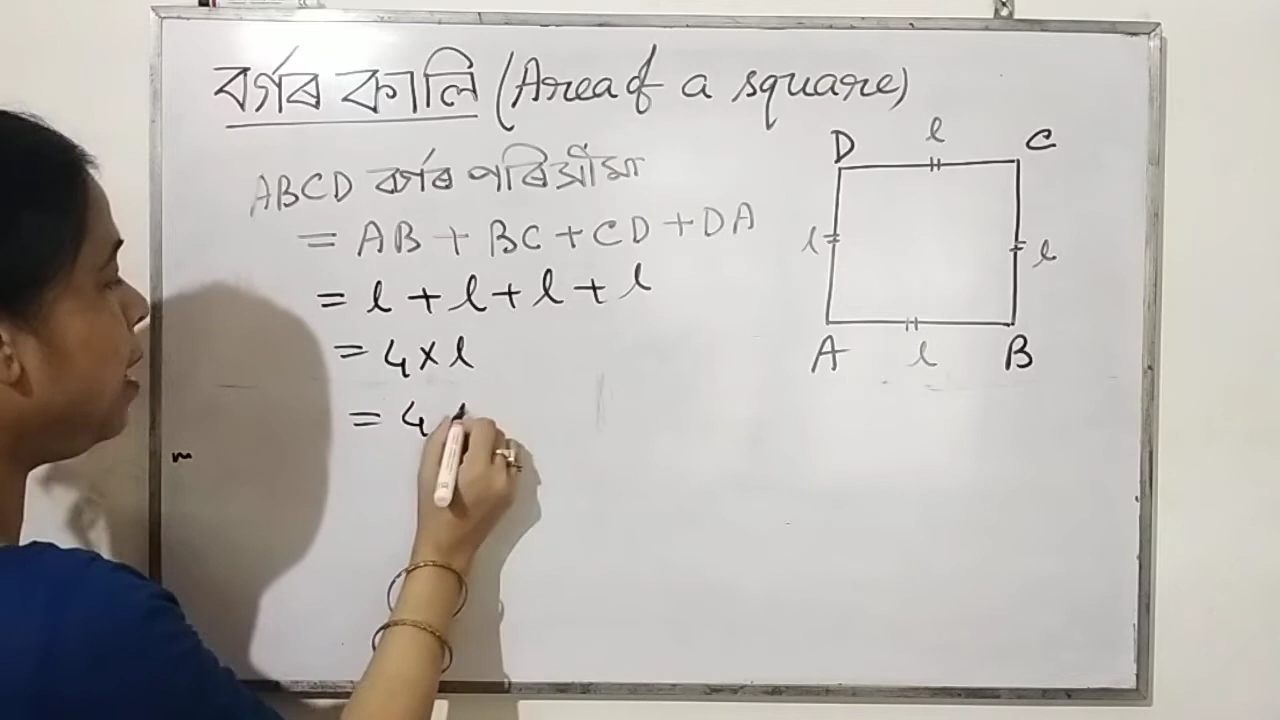 বৰ্গৰ কালি (Area of a square)
ABCD বৰ্গৰ পৰিসীমা
= AB + BC + CD + DA
= l + l + l + l
= 4 × l
= 4
D l C
l l
A l B